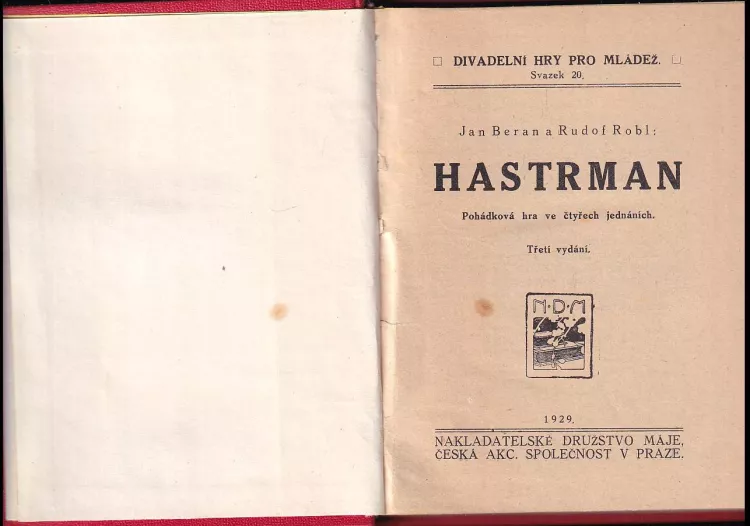 □ DIVADELNÍ HRY PRO MLÁDEŽ. □
Svazek 20.
Jan Beran a Rudof Robl:
HASTRMAN
Pohádková hra ve čtyřech jednáních.
Třetí vydání.
N·D·M
1929.
NAKLADATELSKÉ DRUŽSTVO MÁJE,
ČESKÁ AKC. SPOLEČNOST V PRAZE.